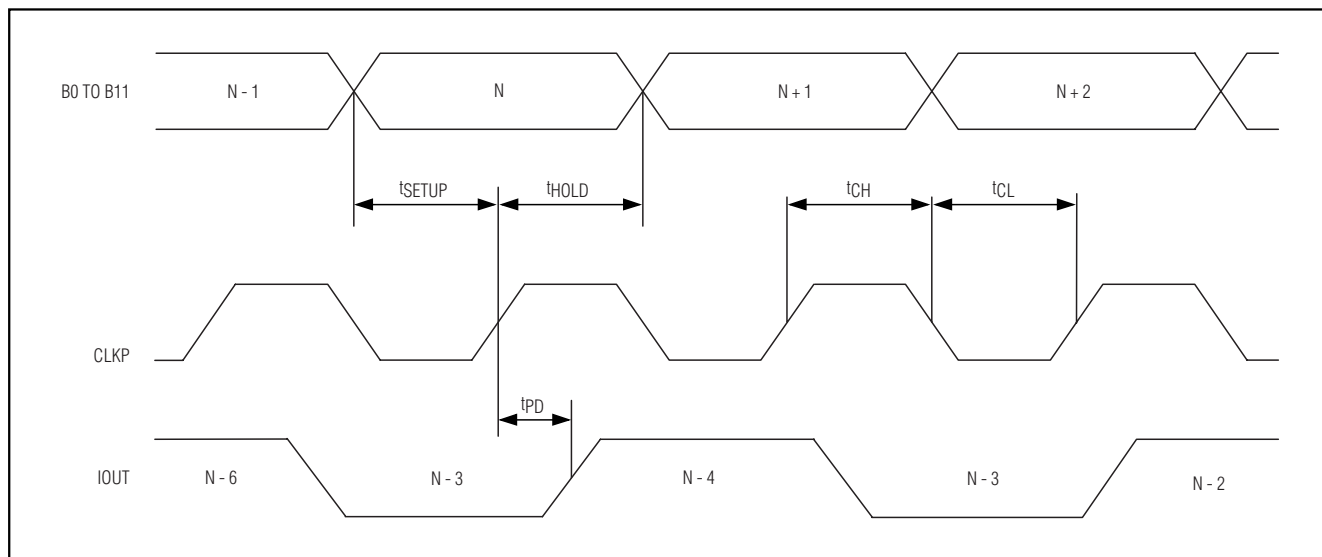 B0 TO B11 N - 1 N N + 1 N + 2
tSETUP tHOLD tCH tCL
CLKP
tPD
IOUT N - 6 N - 3 N - 4 N - 3 N - 2